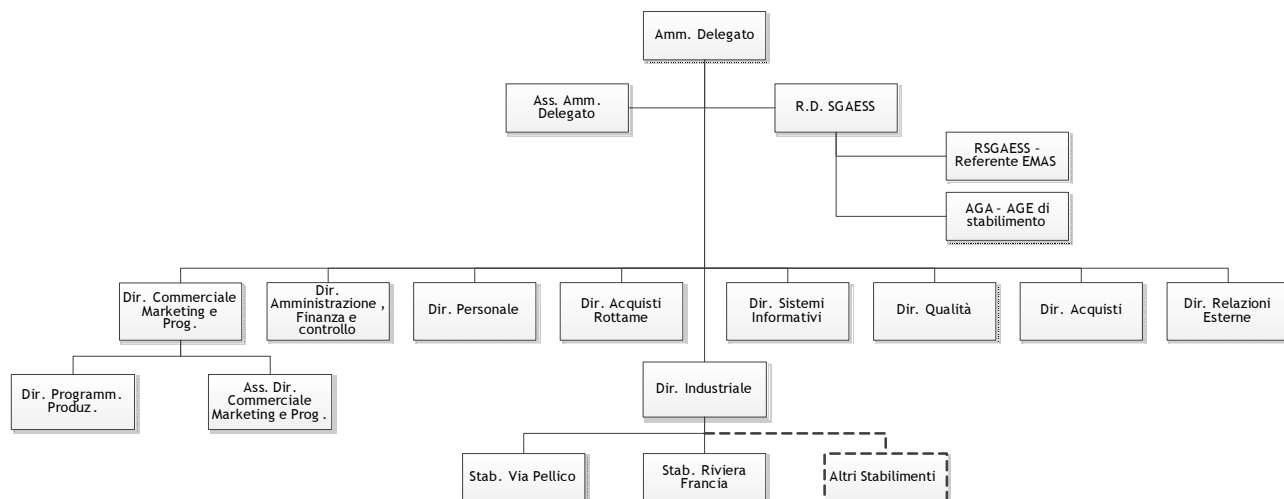 Amm. Delegato
Ass. Amm.
Delegato
R.D. SGAESS
RSGAESS –
Referente EMAS
AGA – AGE di
stabilimento
Dir. Commerciale
Marketing e
Prog.
Dir.
Amministrazione ,
Finanza e
controllo
Dir. Personale
Dir. Acquisti
Rottame
Dir. Sistemi
Informativi
Dir. Qualità
Dir. Acquisti
Dir. Relazioni
Esterne
Dir. Programm.
Produz.
Ass. Dir.
Commerciale
Marketing e Prog.
Dir. Industriale
Stab. Via Pellico
Stab. Riviera
Francia
Altri Stabilimenti